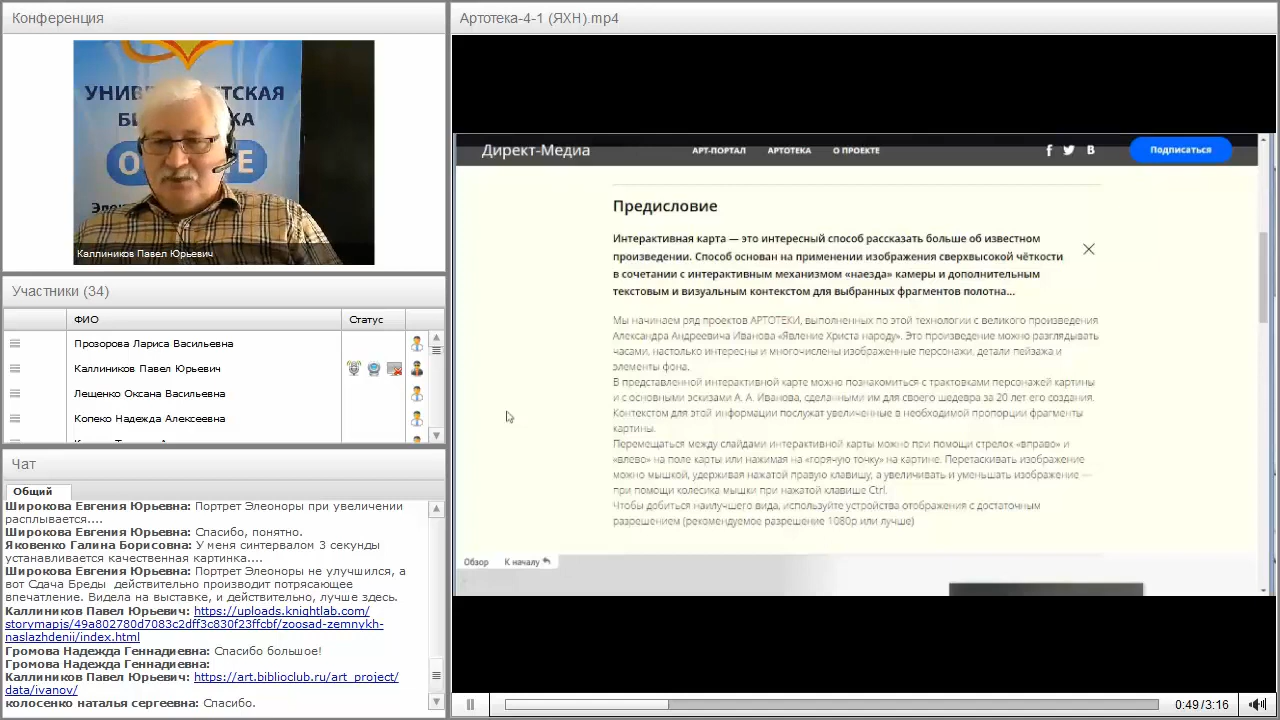 Конференция
УНИВ
СКАЯ
БИ
КА
О
ТЕ
Каллиников Павел Юрьевич
Участники (34)
ФИО Статус
Прплорова Лариса Васильевна
Каллиников Павел Юрьевич
Лещенко Оксана Васильевна
Копеко Надежда Алексеевна
Чат
Общий
Широкова Евгения Юрьевна: Портрет Элеоноры при увеличении
расплывается....
Широкова Евгения Юрьевна: Спасибо, понятно.
Яковенко Галина Борисовна: У меня синтервалом 3 секунды
устанавливается качественная картинка....
Широкова Евгения Юрьевна: Портрет Элеоноры не улучшился, а
вот Сдача Бреды действительно производит потрясающее
впечатление. Видела на выставке, и действительно, лучше здесь.
Каллиников Павел Юрьевич: https://uploads.knightlab.com/
storymapjs/49a802780d7083c2dff3c830f23ffcbf/zoosad-zemnykh-
naslazhdenii/index.html
Громова Надежда Геннадиевна: Спасибо большое!
Громова Надежда Геннадиевна:
Каллиников Павел Юрьевич: https://art.biblioclub.ru/art_project/
data/ivanov/
колосенко наталья сергеевна: Спасибо.
Артотека-4-1 (ЯХН).mp4
Директ-Медиа АРТ-ПОРТАЛ АРТОТЕКА О ПРОЕКТЕ Подписаться
Предисловие
Интерактивная карта — это интересный способ рассказать больше об известном
произведении. Способ основан на применении изображения сверхвысокой чёткости
в сочетании с интерактивным механизмом «наезда» камеры и дополнительным
текстовым и визуальным контекстом для выбранных фрагментов полотна...
Мы начинаем ряд проектов АРТОТЕКИ, выполненных по этой технологии с великого произведения
Александра Андреевича Иванова «Явление Христа народу». Это произведение можно разглядывать
часами, настолько интересны и многочислены изображенные персонажи, детали пейзажа и
элементы фона.
В представленной интерактивной карте можно познакомиться с трактовками персонажей картины
и с основными эскизами А. А. Иванова, сделанными им для своего шедевра за 20 лет его создания.
Контекстом для этой информации послужат увеличенные в необходимой пропорции фрагменты
картины.
Перемещаться между слайдами интерактивной карты можно при помощи стрелок «вправо» и
«влево» на поле карты или нажимая на «горячую точку» на картине. Перетаскивать изображение
можно мышкой, удерживая нажатой правую клавишу, а увеличивать и уменьшать изображение —
при помощи колесика мышки при нажатой клавише Ctrl.
Чтобы добиться наилучшего вида, используйте устройства отображения с достаточным
разрешением (рекомендуемое разрешение 1080p или лучше)
Обзор К началу
0:49/3:16